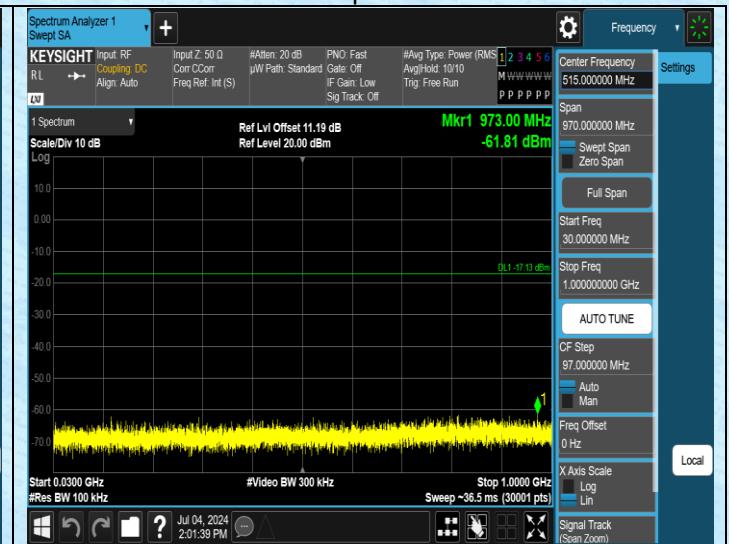 Spectrum Analyzer 1
Swept SA
+
Frequency
KEYSIGHT
RL
LXI
Input: RF
Coupling: DC
Align: Auto
Input Z: 50 Ω
Corr CCorr
Freq Ref: Int (S)
#Atten: 20 dB
µW Path: Standard
PNO: Fast
Gate: Off
IF Gain: Low
Sig Track: Off
#Avg Type: Power (RMS
Avg|Hold: 10/10
Trig: Free Run
1 2 3 4 5 6
M W W W W W
P P P P P P
1 Spectrum
Scale/Div 10 dB
Log
Ref Lvl Offset 11.19 dB
Ref Level 20.00 dBm
Mkr1 973.00 MHz
-61.81 dBm
10.0
0.00
-10.0
DL1 -17.13 dBm
-20.0
-30.0
-40.0
-50.0
-60.0
1
-70.0
Start 0.0300 GHz
#Res BW 100 kHz
#Video BW 300 kHz
Stop 1.0000 GHz
Sweep ~36.5 ms (30001 pts)
Jul 04, 2024
2:01:39 PM
Center Frequency
515.000000 MHz
Settings
Span
970.000000 MHz
Swept Span
Zero Span
Full Span
Start Freq
30.000000 MHz
Stop Freq
1.000000000 GHz
AUTO TUNE
CF Step
97.000000 MHz
Auto
Man
Freq Offset
0 Hz
X Axis Scale
Log
Lin
Signal Track
(Span Zoom)
Local